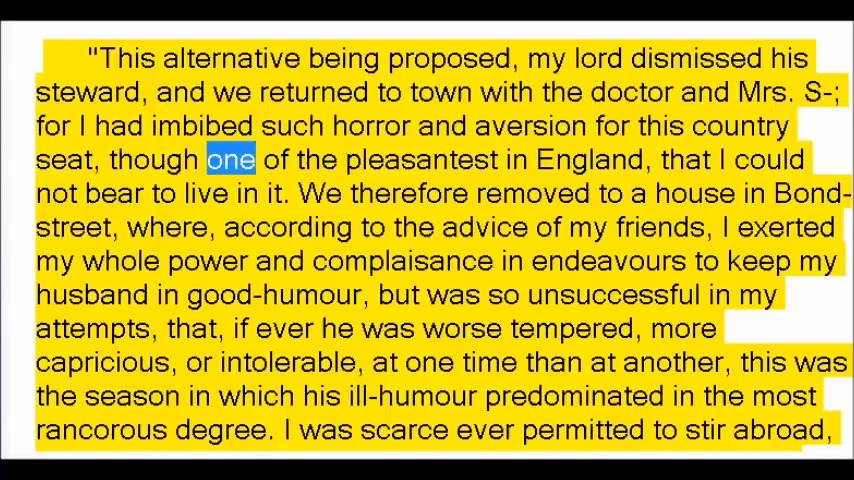 "This alternative being proposed, my lord dismissed his
steward, and we returned to town with the doctor and Mrs. S-;
for I had imbibed such horror and aversion for this country
seat, though one of the pleasantest in England, that I could
not bear to live in it. We therefore removed to a house in Bond-
street, where, according to the advice of my friends, I exerted
my whole power and complaisance in endeavours to keep my
husband in good-humour, but was so unsuccessful in my
attempts, that, if ever he was worse tempered, more
capricious, or intolerable, at one time than at another, this was
the season in which his ill-humour predominated in the most
rancorous degree. I was scarce ever permitted to stir abroad,